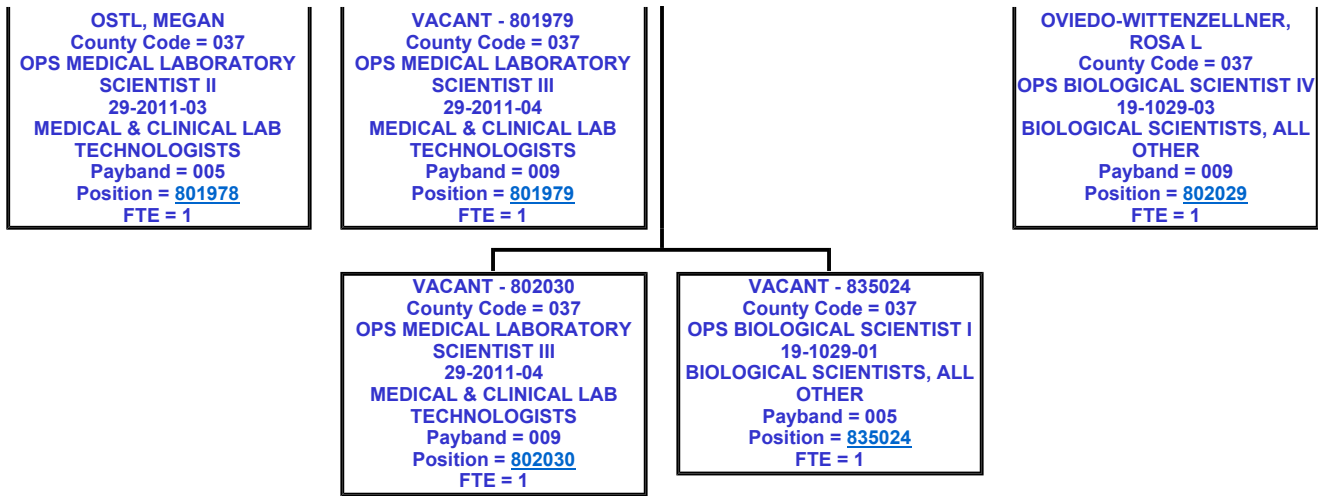 OSTL, MEGAN
County Code = 037
OPS MEDICAL LABORATORY
SCIENTIST II
29-2011-03
MEDICAL & CLINICAL LAB
TECHNOLOGISTS
Payband = 005
Position = 801978
FTE = 1
VACANT - 801979
County Code = 037
OPS MEDICAL LABORATORY
SCIENTIST III
29-2011-04
MEDICAL & CLINICAL LAB
TECHNOLOGISTS
Payband = 009
Position = 801979
FTE = 1
OVIEDO-WITTENZELLNER,
ROSA L
County Code = 037
OPS BIOLOGICAL SCIENTIST IV
19-1029-03
BIOLOGICAL SCIENTISTS, ALL
OTHER
Payband = 009
Position = 802029
FTE = 1
VACANT - 802030
County Code = 037
OPS MEDICAL LABORATORY
SCIENTIST III
29-2011-04
MEDICAL & CLINICAL LAB
TECHNOLOGISTS
Payband = 009
Position = 802030
FTE = 1
VACANT - 835024
County Code = 037
OPS BIOLOGICAL SCIENTIST I
19-1029-01
BIOLOGICAL SCIENTISTS, ALL
OTHER
Payband = 005
Position = 835024
FTE = 1